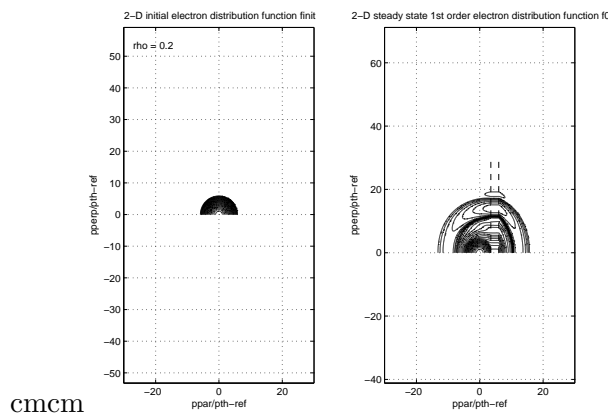 2−D initial electron distribution function finit
rho = 0.2
50
40
30
20
10
0
−10
−20
−30
−40
−50
pperp/pth−ref
−20
0
20
ppar/pth−ref
2−D steady state 1st order electron distribution function f0
60
40
20
0
−20
−40
pperp/pth−ref
−20
0
20
ppar/pth−ref
cmcm